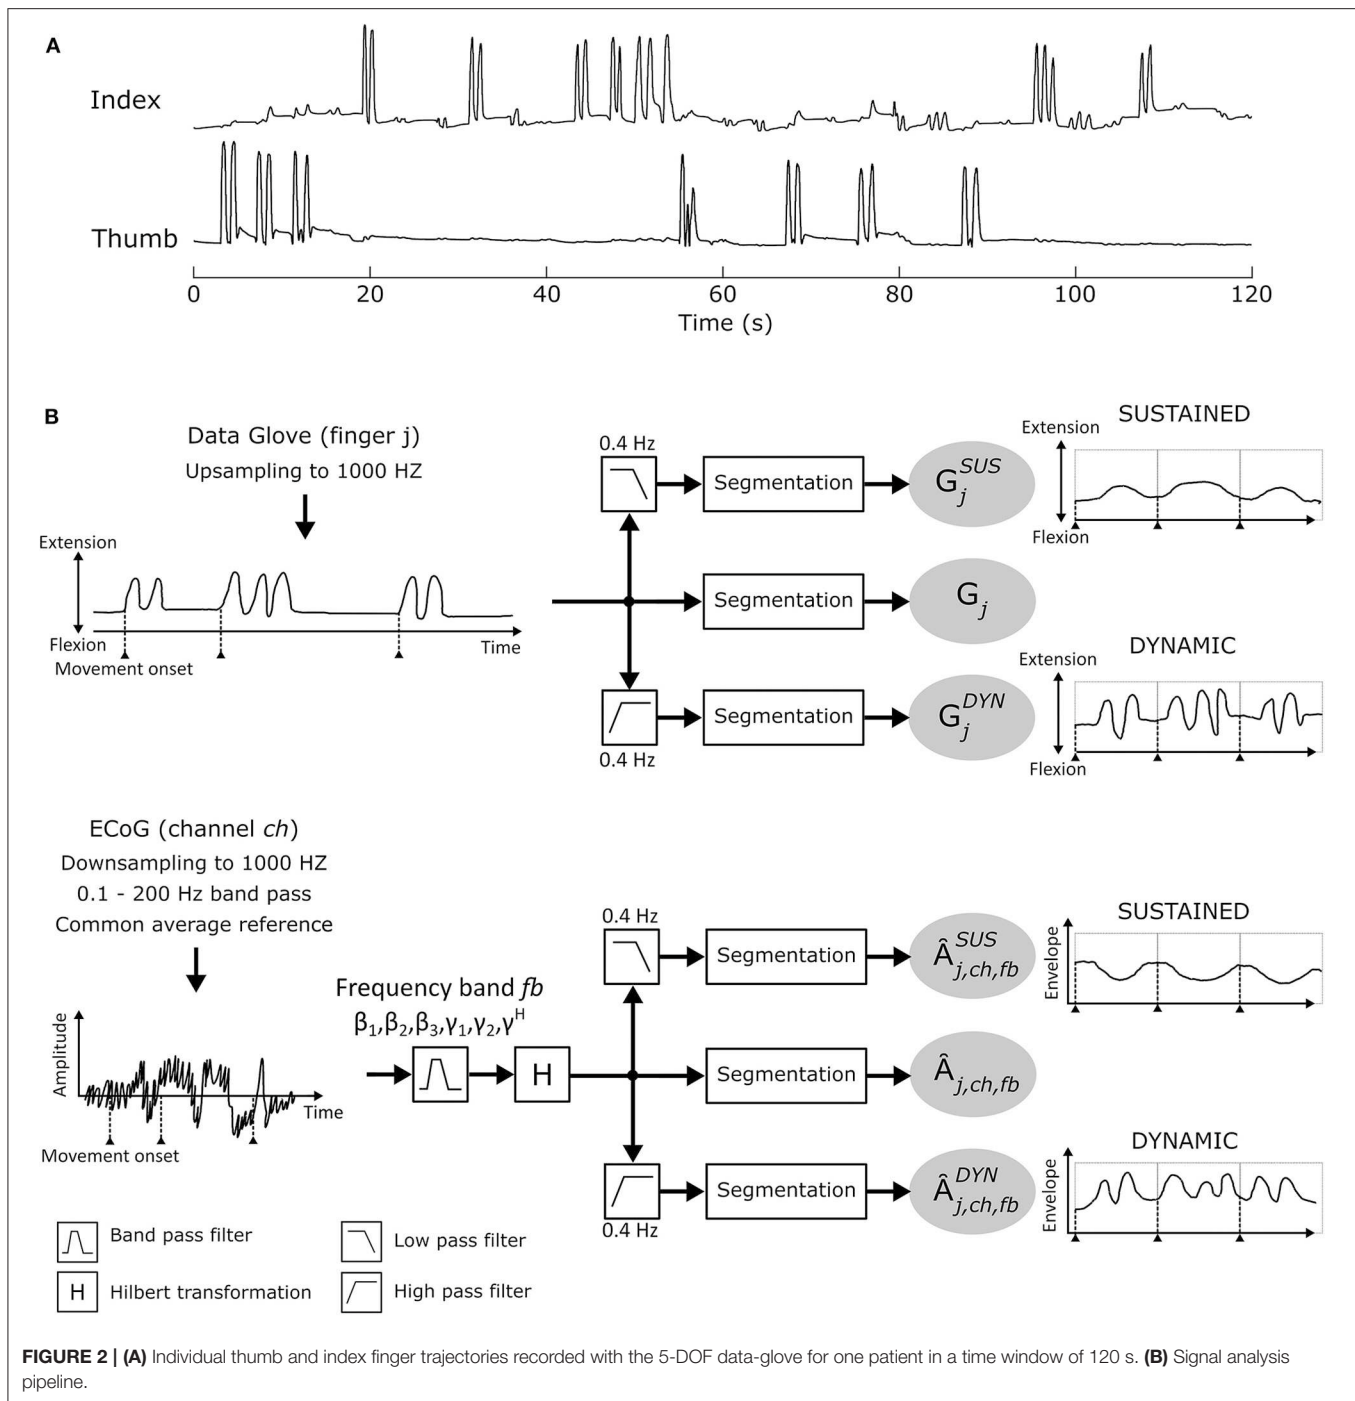 A
Index
Thumb
0 20 40 60 80 100 120
Time (s)
B
Data Glove (finger j)
Upsampling to 1000 HZ
Extension
Flexion
Time
Movement onset
0.4 Hz
Segmentation
G_j^SUS
SUSTAINED
Extension
Flexion
Segmentation
G_j
Segmentation
0.4 Hz
G_j^DYN
DYNAMIC
Extension
Flexion
ECoG (channel ch)
Downsampling to 1000 HZ
0.1 - 200 Hz band pass
Common average reference
Amplitude
Time
Movement onset
Frequency band fb
β₁,β₂,β₃,γ₁,γ₂,γᴴ
H
0.4 Hz
Segmentation
Â_j,ch,fb^SUS
SUSTAINED
Envelope
Segmentation
Â_j,ch,fb
Segmentation
0.4 Hz
Â_j,ch,fb^DYN
DYNAMIC
Envelope
Band pass filter
Low pass filter
H Hilbert transformation
High pass filter
FIGURE 2 | (A) Individual thumb and index finger trajectories recorded with the 5-DOF data-glove for one patient in a time window of 120 s. (B) Signal analysis
pipeline.